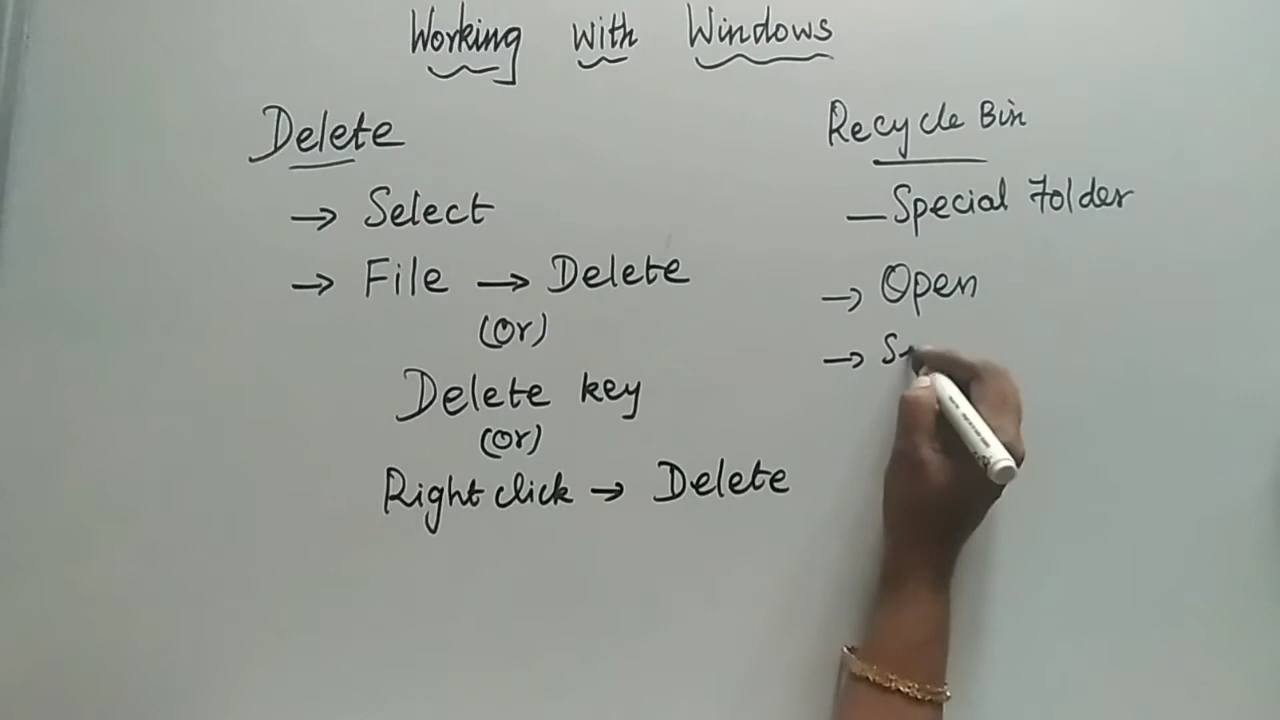 Working with Windows
Delete
→ Select
→ File → Delete
(or)
Delete key
(or)
Right click → Delete
Recycle Bin
— Special Folder
→ Open
→ Se